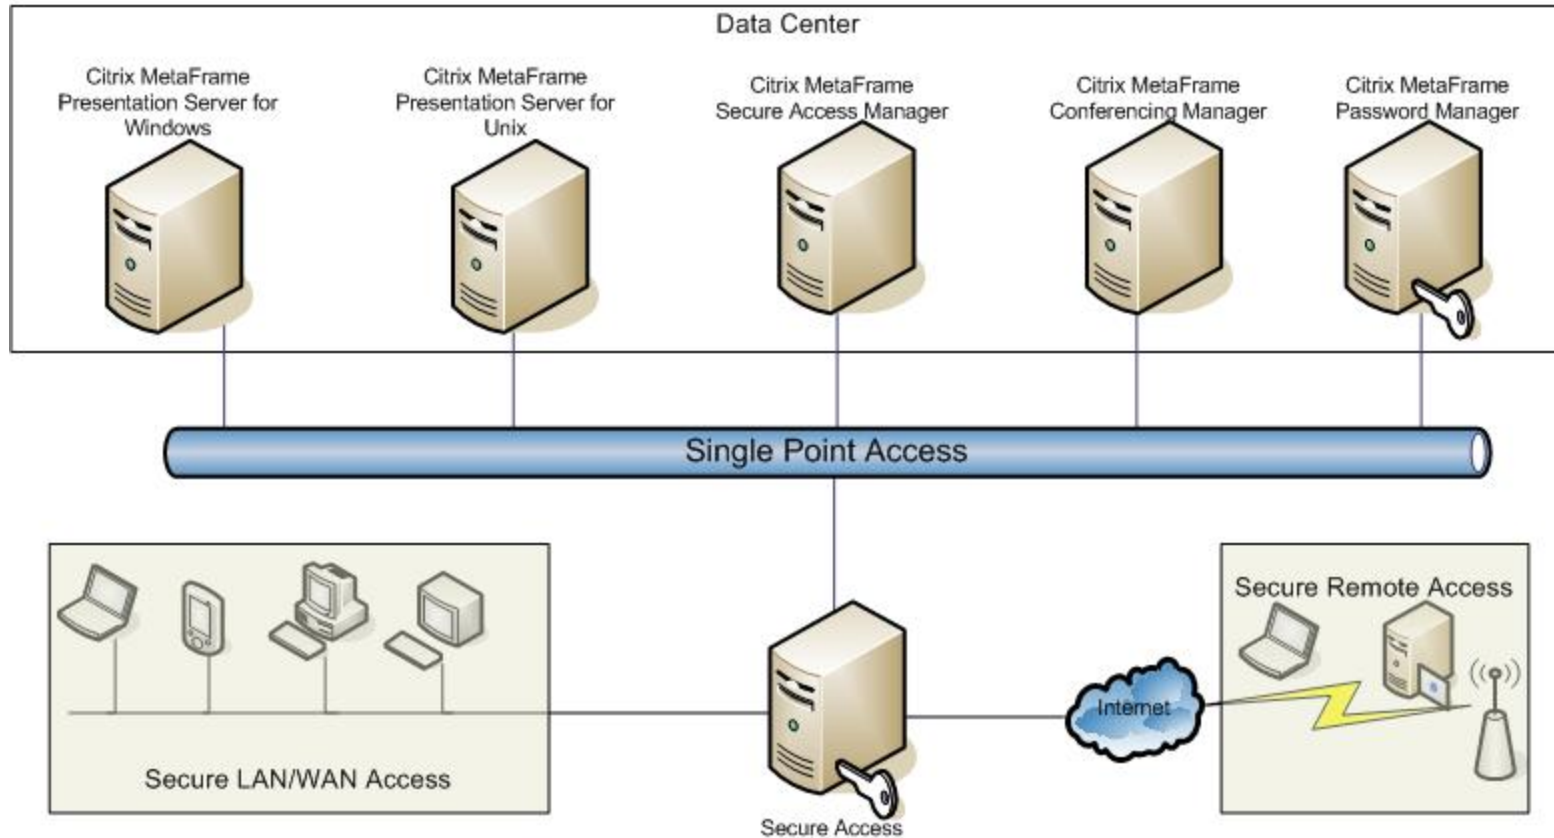 Data Center
Citrix MetaFrame
Presentation Server for
Windows
Citrix MetaFrame
Presentation Server for
Unix
Citrix MetaFrame
Secure Access Manager
Citrix MetaFrame
Conferencing Manager
Citrix MetaFrame
Password Manager
Single Point Access
Secure LAN/WAN Access
Secure Access
Internet
Secure Remote Access